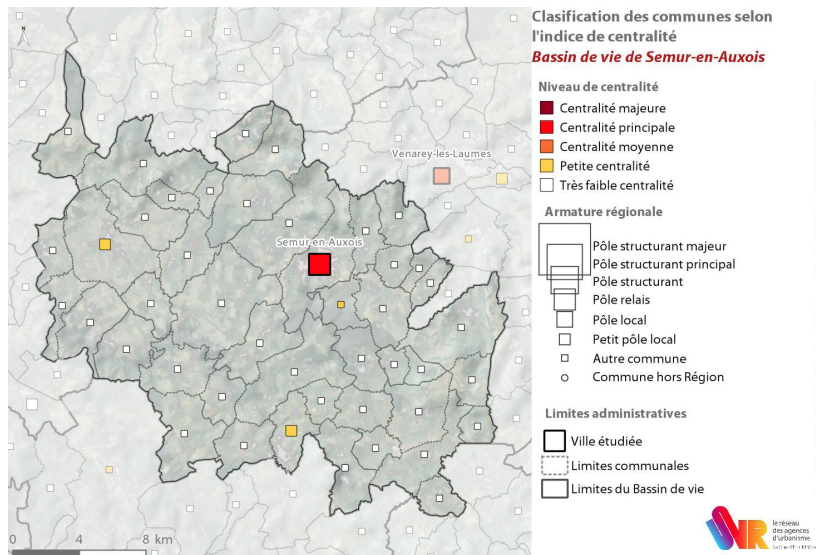 Clasification des communes selon
l'indice de centralité
Bassin de vie de Semur-en-Auxois
Niveau de centralité
Centralité majeure
Centralité principale
Centralité moyenne
Petite centralité
Très faible centralité
Armature régionale
Pôle structurant majeur
Pôle structurant principal
Pôle structurant
Pôle relais
Pôle local
Petit pôle local
Autre commune
Commune hors Région
Limites administratives
Ville étudiée
Limites communales
Limites du Bassin de vie
N
Venarey-les-Laumes
Semur-en-Auxois
0 4 8 km
le réseau
des agences
d'urbanisme